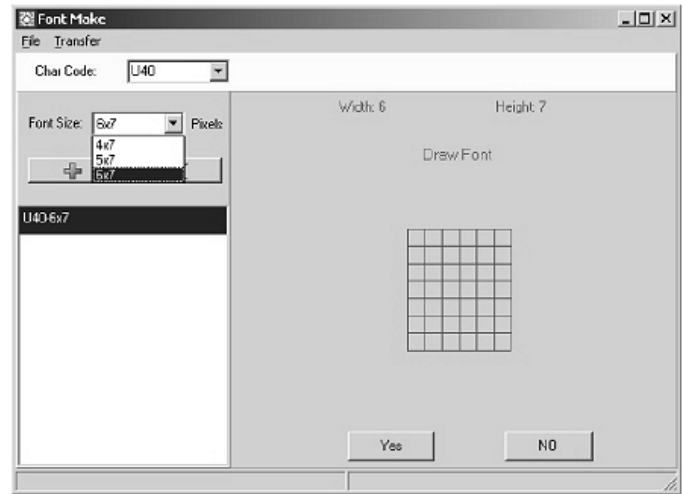 Font Make
File Transfer
Char Code: U40
Font Size: 6x7 Pixels
4x7
5x7
6x7
U40-6x7
Width: 6 Height: 7
Draw Font
Yes NO